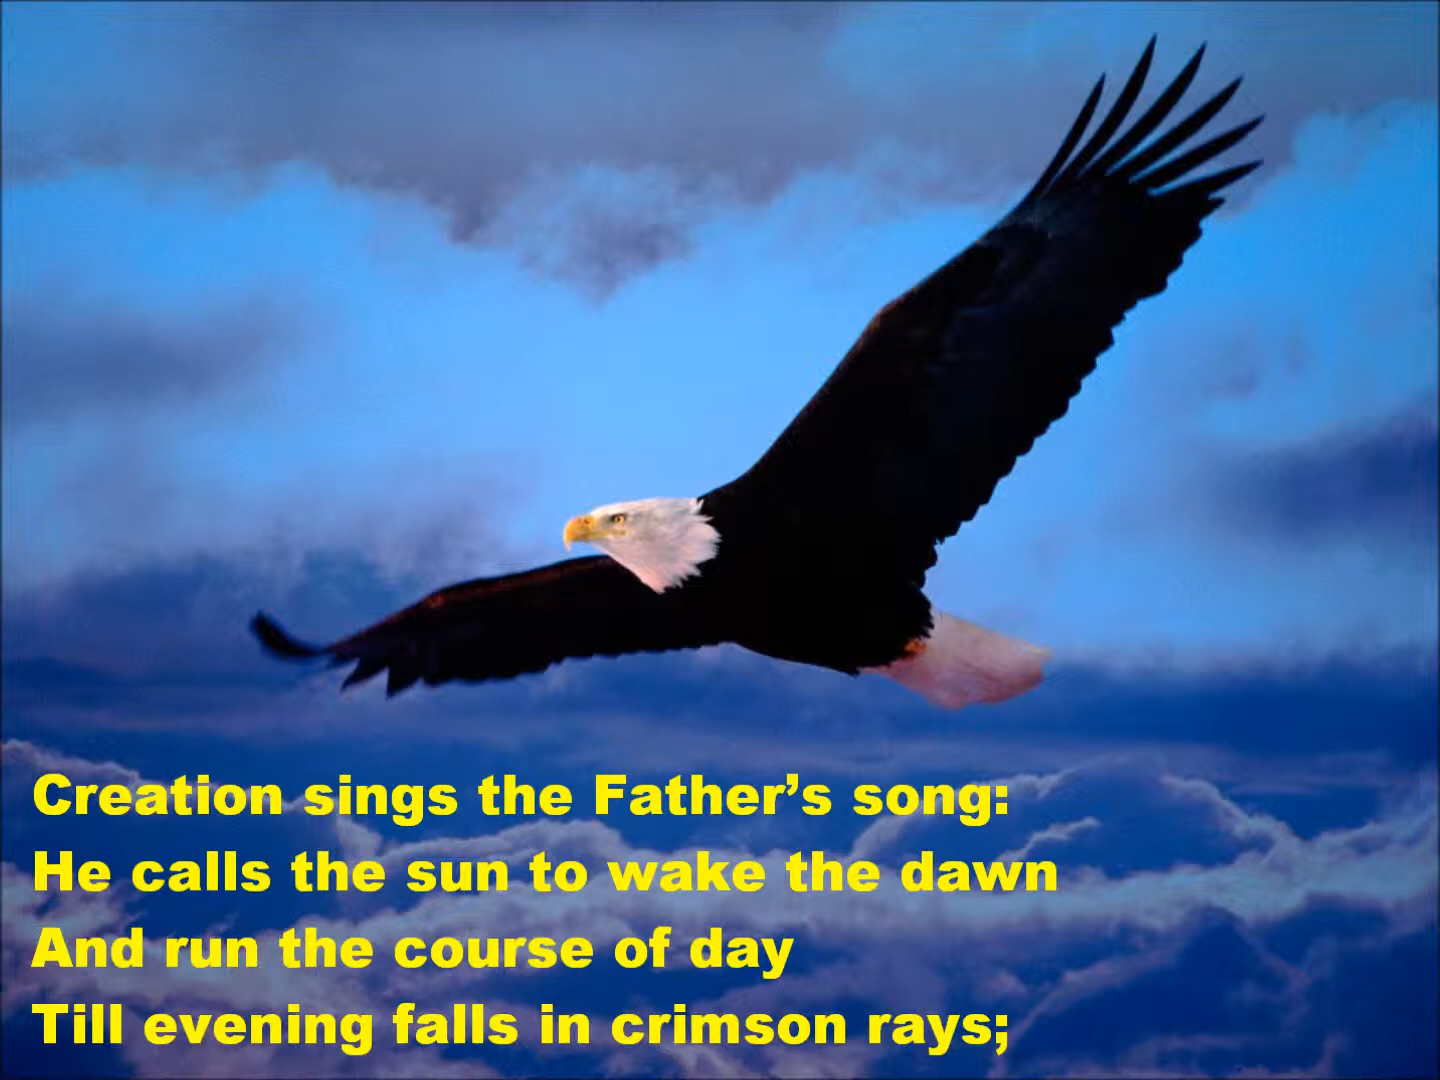 Creation sings the Father’s song:
He calls the sun to wake the dawn
And run the course of day
Till evening falls in crimson rays;